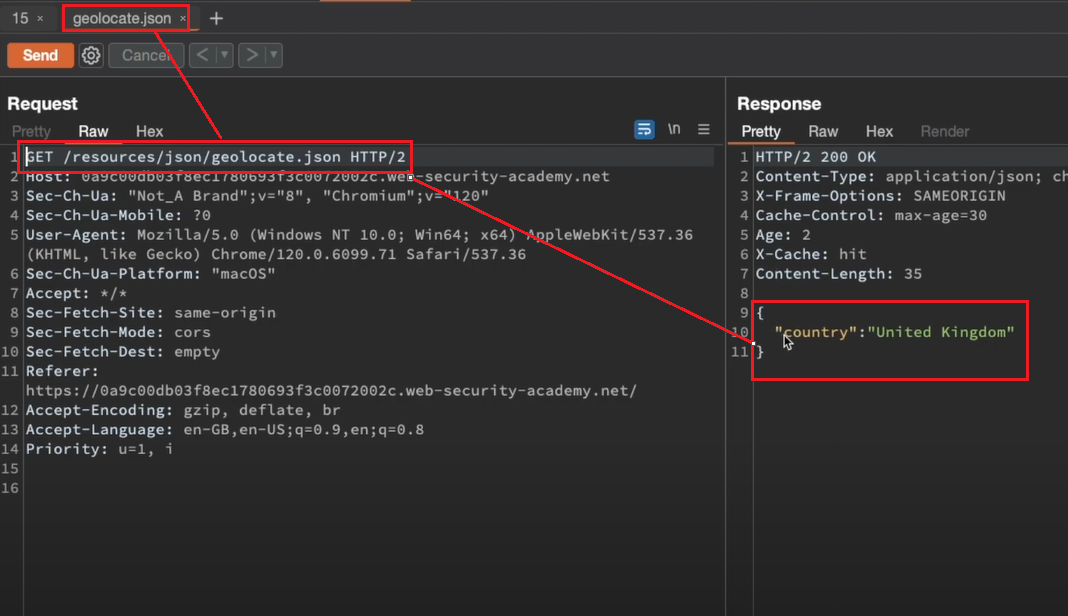 15 ×
geolocate.json ×
+
Send
Cancel
< ▾ > ▾
Request
Pretty Raw Hex
\n
1 GET /resources/json/geolocate.json HTTP/2
2 Host: 0a9c00db03f8ec1780693f3c0072002c.web-security-academy.net
3 Sec-Ch-Ua: "Not_A Brand";v="8", "Chromium";v="120"
4 Sec-Ch-Ua-Mobile: ?0
5 User-Agent: Mozilla/5.0 (Windows NT 10.0; Win64; x64) AppleWebKit/537.36
(KHTML, like Gecko) Chrome/120.0.6099.71 Safari/537.36
6 Sec-Ch-Ua-Platform: "macOS"
7 Accept: */*
8 Sec-Fetch-Site: same-origin
9 Sec-Fetch-Mode: cors
10 Sec-Fetch-Dest: empty
11 Referer:
https://0a9c00db03f8ec1780693f3c0072002c.web-security-academy.net/
12 Accept-Encoding: gzip, deflate, br
13 Accept-Language: en-GB,en-US;q=0.9,en;q=0.8
14 Priority: u=1, i
15
16
Response
Pretty Raw Hex Render
1 HTTP/2 200 OK
2 Content-Type: application/json; ch
3 X-Frame-Options: SAMEORIGIN
4 Cache-Control: max-age=30
5 Age: 2
6 X-Cache: hit
7 Content-Length: 35
8
9 {
10 "country":"United Kingdom"
11 }